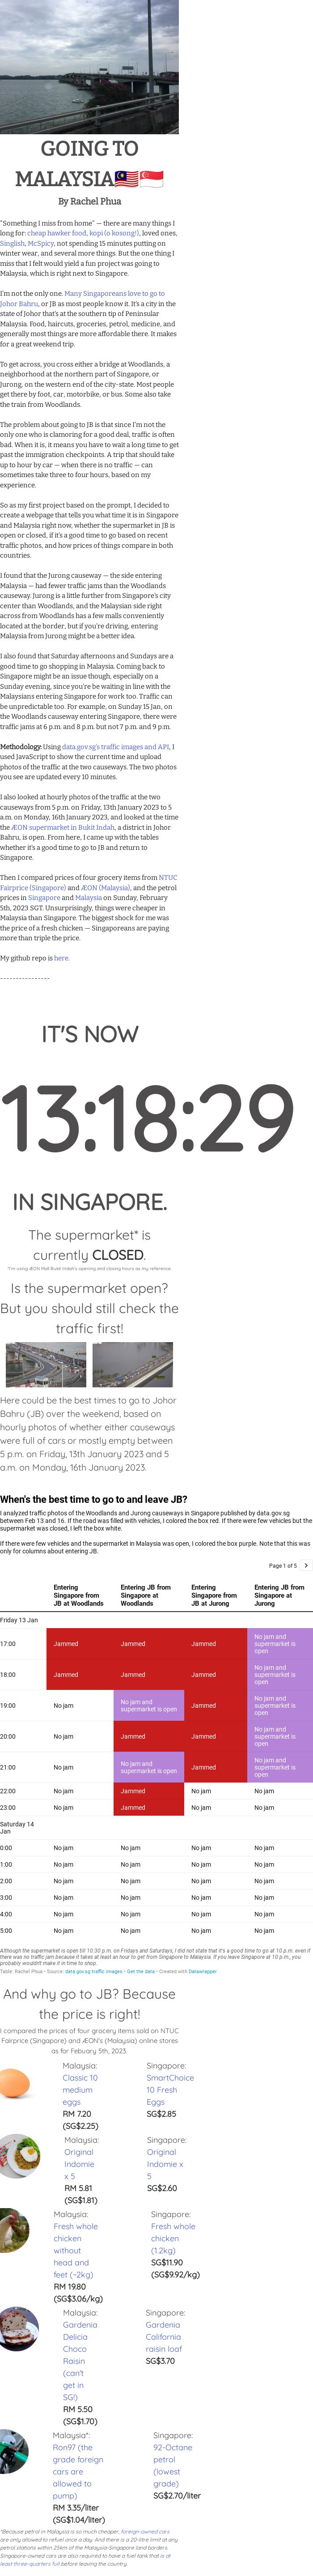 GOING TO
MALAYSIA🇲🇾🇸🇬
By Rachel Phua
"Something I miss from home" — there are many things I
long for: cheap hawker food, kopi (o kosong!), loved ones,
Singlish, McSpicy, not spending 15 minutes putting on
winter wear, and several more things. But the one thing I
miss that I felt would yield a fun project was going to
Malaysia, which is right next to Singapore.
I'm not the only one. Many Singaporeans love to go to
Johor Bahru, or JB as most people know it. It's a city in the
state of Johor that's at the southern tip of Peninsular
Malaysia. Food, haircuts, groceries, petrol, medicine, and
generally most things are more affordable there. It makes
for a great weekend trip.
To get across, you cross either a bridge at Woodlands, a
neighborhood at the northern part of Singapore, or
Jurong, on the western end of the city-state. Most people
get there by foot, car, motorbike, or bus. Some also take
the train from Woodlands.
The problem about going to JB is that since I'm not the
only one who is clamoring for a good deal, traffic is often
bad. When it is, means you have to wait a long time to get
past the immigration checkpoints. A trip that should take
up to hour by car — when there is no traffic — can
sometimes take three to four hours, based on my
experience.
So as my first project based on the prompt, I decided to
create a webpage that tells you what time it is in Singapore
and Malaysia right now, whether the supermarket in JB is
open or closed, if it's a good time to go based on recent
traffic photos, and how prices of things compare in both
countries.
I found that the Jurong causeway — the side entering
Malaysia — had fewer traffic jams than the Woodlands
causeway. Jurong is a little further from Singapore's city
center than Woodlands, and the Malaysian side right
across from Woodlands has a few malls conveniently
located at the border, but if you're driving, entering
Malaysia from Jurong might be a better idea.
I also found that Saturday afternoons and Sundays are a
good time to go shopping in Malaysia. Coming back to
Singapore might be an issue though, especially on a
Sunday evening, since you're be waiting in line with the
Malaysians entering Singapore for work too. Traffic can
be unpredictable too. For example, on Sunday 15 Jan, on
the Woodlands causeway entering Singapore, there were
traffic jams at 6 p.m. and 8 p.m. but not 7 p.m. and 9 p.m.
Methodology: Using data.gov.sg's traffic images and API, I
used JavaScript to show the current time and upload
photos of the traffic at the two causeways. The two photos
you see are updated every 10 minutes.
I also looked at hourly photos of the traffic at the two
causeways from 5 p.m. on Friday, 13th January 2023 to 5
a.m. on Monday, 16th January 2023, and looked at the time
the ÆON supermarket in Bukit Indah, a district in Johor
Bahru, is open. From here, I came up with the tables
whether it's a good time to go to JB and return to
Singapore.
Then I compared prices of four grocery items from NTUC
Fairprice (Singapore) and ÆON (Malaysia), and the petrol
prices in Singapore and Malaysia on Sunday, February
5th, 2023 SGT. Unsurprisingly, things were cheaper in
Malaysia than Singapore. The biggest shock for me was
the price of a fresh chicken — Singaporeans are paying
more than triple the price.
My github repo is here.
----------------
IT'S NOW
13:18:29
IN SINGAPORE.
The supermarket* is
currently CLOSED.
*I'm using ÆON Mall Bukit Indah's opening and closing hours as my reference.
Is the supermarket open?
But you should still check the
traffic first!
Here could be the best times to go to Johor
Bahru (JB) over the weekend, based on
hourly photos of whether either causeways
were full of cars or mostly empty between
5 p.m. on Friday, 13th January 2023 and 5
a.m. on Monday, 16th January 2023.
When's the best time to go to and leave JB?
I analyzed traffic photos of the Woodlands and Jurong causeways in Singapore published by data.gov.sg
between Feb 13 and 16. If the road was filled with vehicles, I colored the box red. If there were few vehicles but the
supermarket was closed, I left the box white.
If there were few vehicles and the supermarket in Malaysia was open, I colored the box purple. Note that this was
only for columns about entering JB.
Page 1 of 5 >
Entering Singapore from JB at Woodlands | Entering JB from Singapore at Woodlands | Entering Singapore from JB at Jurong | Entering JB from Singapore at Jurong
Friday 13 Jan
17:00 Jammed Jammed Jammed No jam and supermarket is open
18:00 Jammed Jammed Jammed No jam and supermarket is open
19:00 No jam No jam and supermarket is open Jammed No jam and supermarket is open
20:00 No jam Jammed Jammed No jam and supermarket is open
21:00 No jam No jam and supermarket is open Jammed No jam and supermarket is open
22:00 No jam Jammed No jam No jam
23:00 No jam Jammed No jam No jam
Saturday 14 Jan
0:00 No jam No jam No jam No jam
1:00 No jam No jam No jam No jam
2:00 No jam No jam No jam No jam
3:00 No jam No jam No jam No jam
4:00 No jam No jam No jam No jam
5:00 No jam No jam No jam No jam
Although the supermarket is open till 10:30 p.m. on Fridays and Saturdays, I did not state that it's a good time to go at 10 p.m. even if
there was no traffic jam because it takes at least an hour to get from Singapore to Malaysia. If you leave Singapore at 10 p.m., you
probably wouldn't make it in time to shop.
Table: Rachel Phua • Source: data.gov.sg traffic images • Get the data • Created with Datawrapper
And why go to JB? Because
the price is right!
I compared the prices of four grocery items sold on NTUC
Fairprice (Singapore) and ÆON's (Malaysia) online stores
as for Febuary 5th, 2023.
Malaysia:
Classic 10
medium
eggs
RM 7.20
(SG$2.25)
Singapore:
SmartChoice
10 Fresh
Eggs
SG$2.85
Malaysia:
Original
Indomie
x 5
RM 5.81
(SG$1.81)
Singapore:
Original
Indomie x
5
SG$2.60
Malaysia:
Fresh whole
chicken
without
head and
feet (~2kg)
RM 19.80
(SG$3.06/kg)
Singapore:
Fresh whole
chicken
(1.2kg)
SG$11.90
(SG$9.92/kg)
Malaysia:
Gardenia
Delicia
Choco
Raisin
(can't
get in
SG!)
RM 5.50
(SG$1.70)
Singapore:
Gardenia
California
raisin loaf
SG$3.70
Malaysia*:
Ron97 (the
grade foreign
cars are
allowed to
pump)
RM 3.35/liter
(SG$1.04/liter)
Singapore:
92-Octane
petrol
(lowest
grade)
SG$2.70/liter
*Because petrol in Malaysia is so much cheaper, foreign-owned cars
are only allowed to refuel once a day. And there is a 20-litre limit at any
petrol stations within 25km of the Malaysia-Singapore land borders.
Singapore-owned cars are also required to have a fuel tank that is at
least three-quarters full before leaving the country.